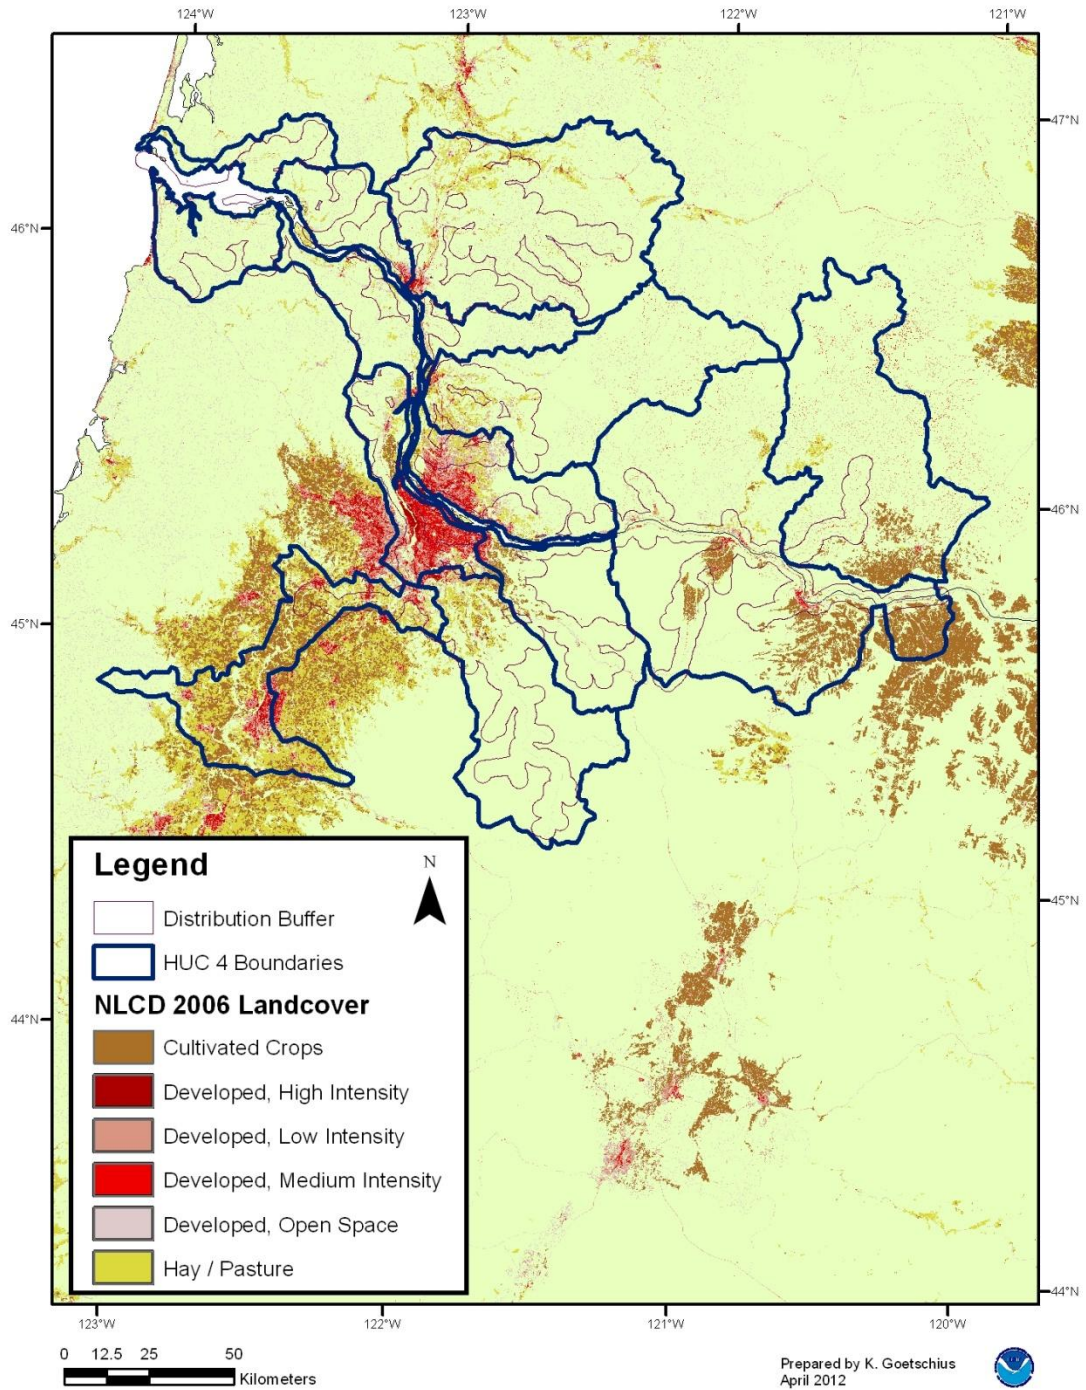 124°W 123°W 122°W 121°W
47°N
46°N
46°N
45°N
45°N
44°N
44°N
Legend
N
Distribution Buffer
HUC 4 Boundaries
NLCD 2006 Landcover
Cultivated Crops
Developed, High Intensity
Developed, Low Intensity
Developed, Medium Intensity
Developed, Open Space
Hay / Pasture
123°W 122°W 121°W 120°W
0 12.5 25 50
Kilometers
Prepared by K. Goetschius
April 2012